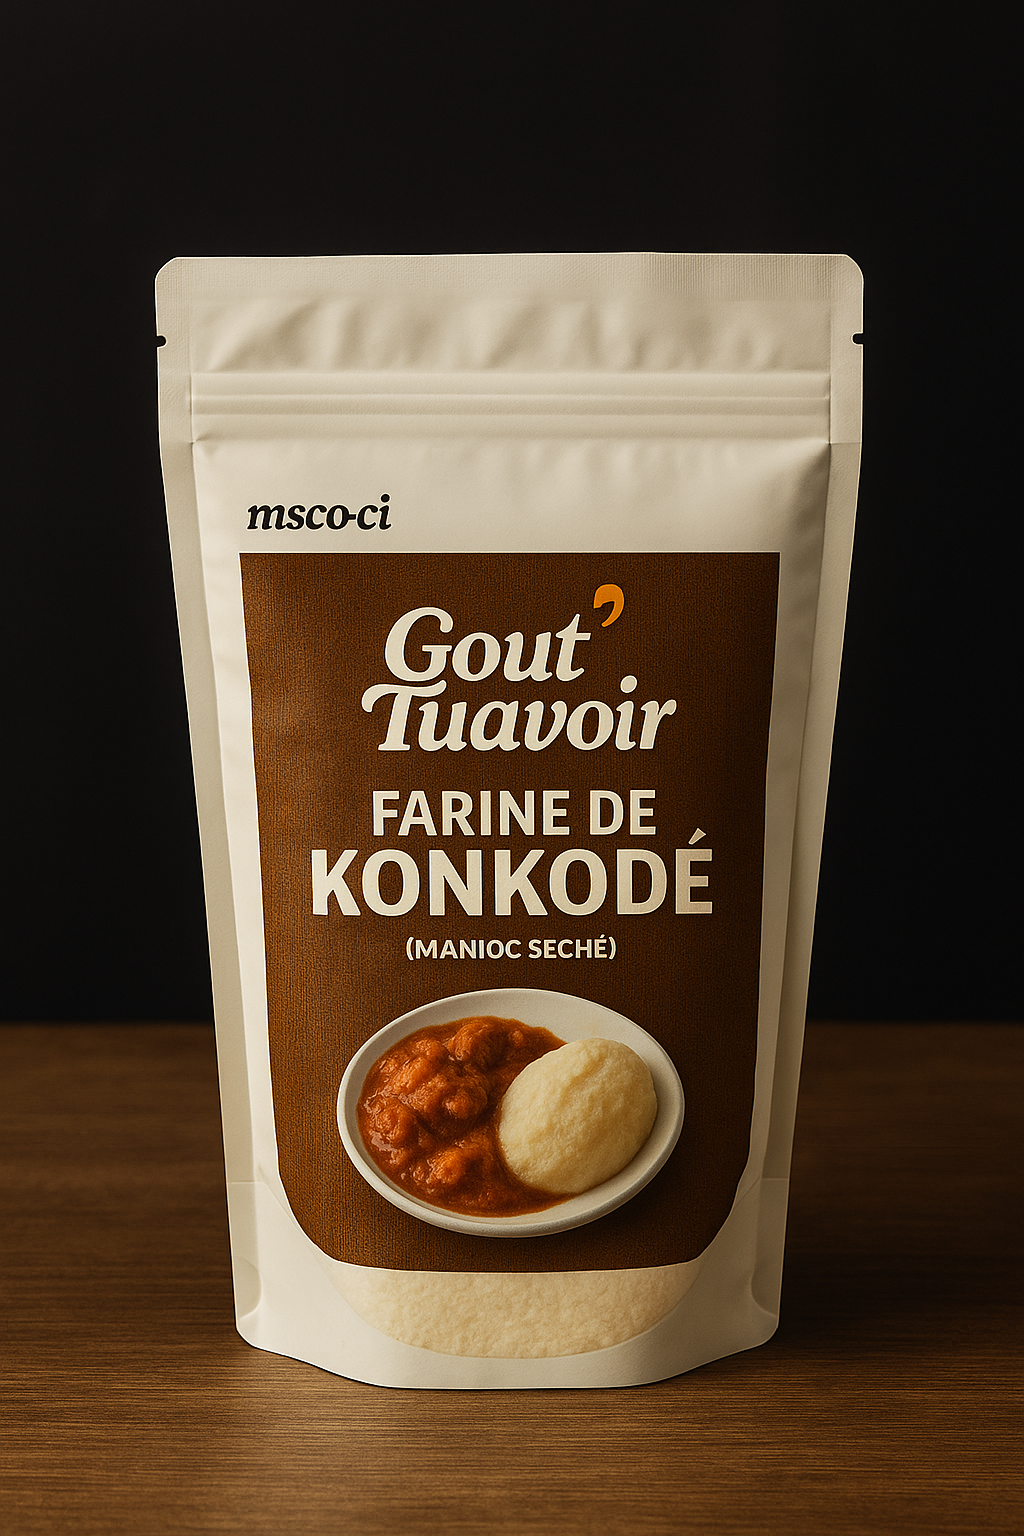 msco-ci
Gout’
Tuavoir
FARINE DE
KONKODÉ
(MANIOC SECHÉ)